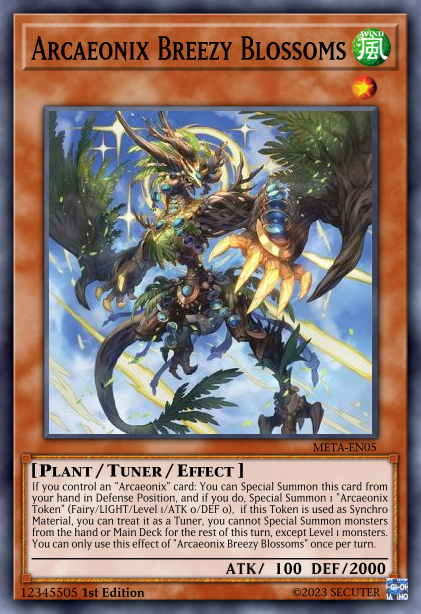 Arcaeonix Breezy Blossoms
WIND
風
META-EN05
[Plant / Tuner / Effect ]
If you control an "Arcaeonix" card: You can Special Summon this card from
your hand in Defense Position, and if you do, Special Summon 1 "Arcaeonix
Token" (Fairy/LIGHT/Level 1/ATK 0/DEF 0), if this Token is used as Synchro
Material, you can treat it as a Tuner, you cannot Special Summon monsters
from the hand or Main Deck for the rest of this turn, except Level 1 monsters.
You can only use this effect of "Arcaeonix Breezy Blossoms" once per turn.
ATK/ 100 DEF/2000
12345505 1st Edition
©2023 SECUTER